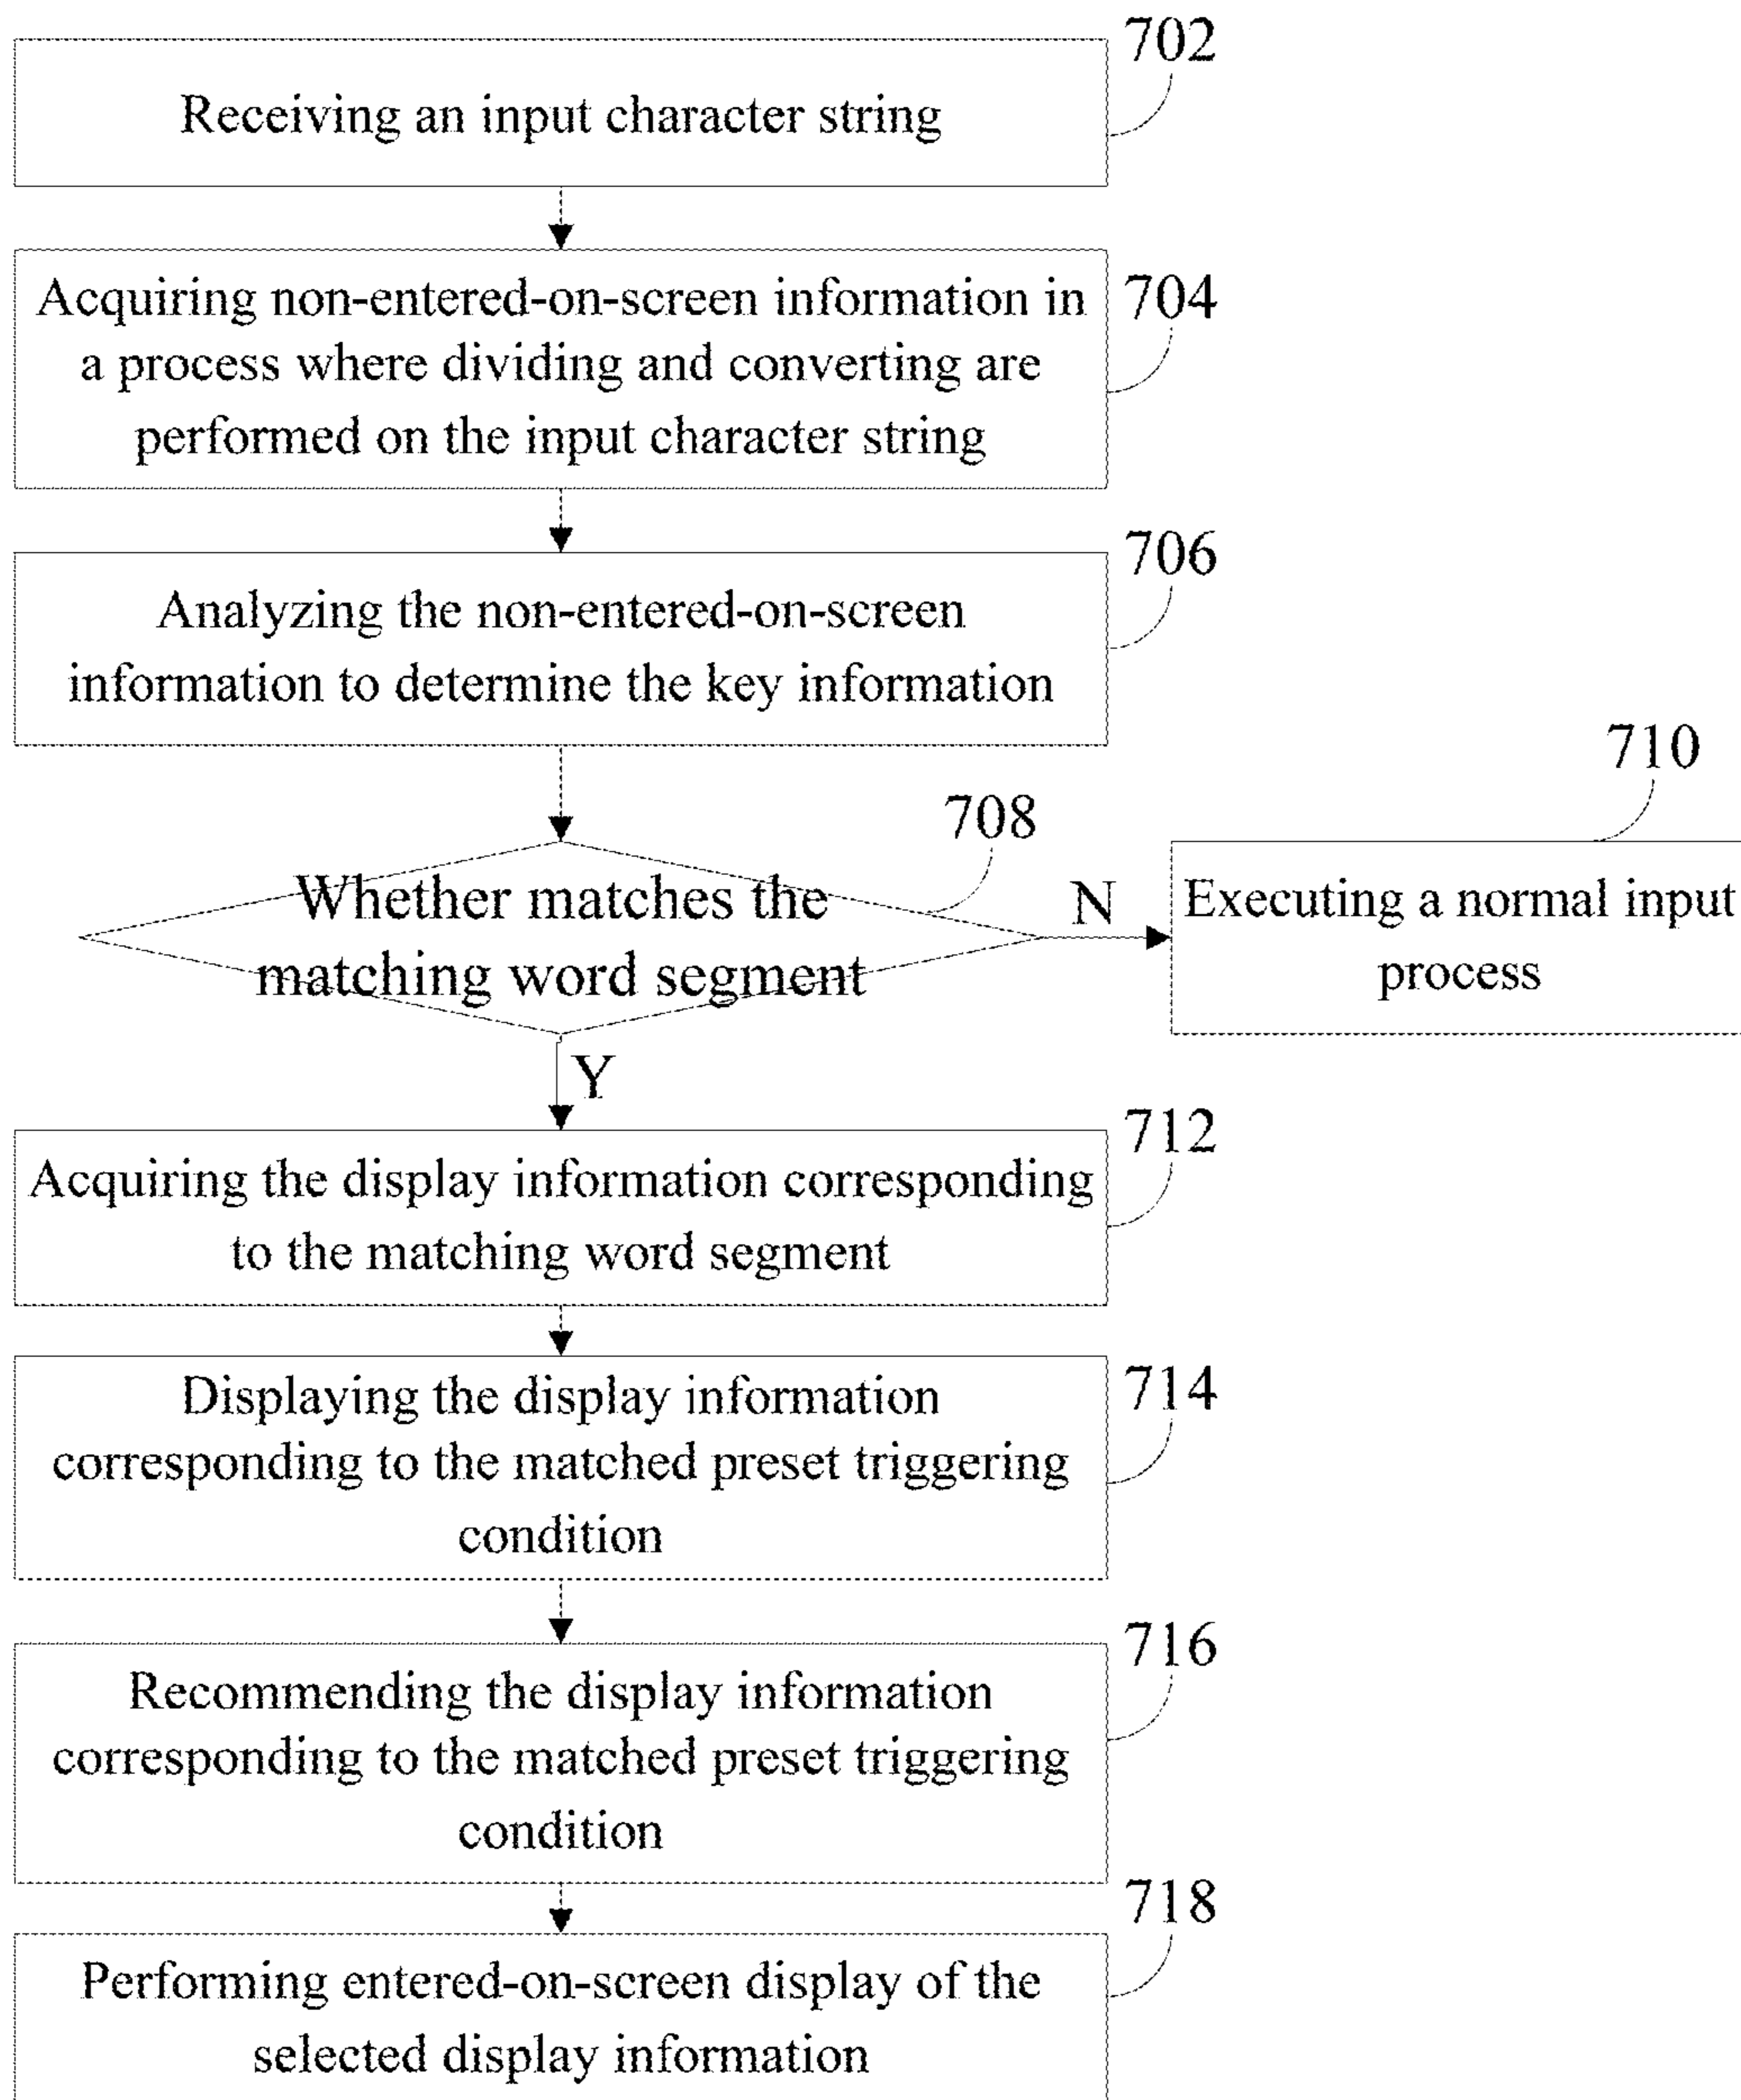 702
Receiving an input character string
704
Acquiring non-entered-on-screen information in
a process where dividing and converting are
performed on the input character string
706
Analyzing the non-entered-on-screen
information to determine the key information
708
Whether matches the
matching word segment
N
710
Executing a normal input
process
Y
712
Acquiring the display information corresponding
to the matching word segment
714
Displaying the display information
corresponding to the matched preset triggering
condition
716
Recommending the display information
corresponding to the matched preset triggering
condition
718
Performing entered-on-screen display of the
selected display information